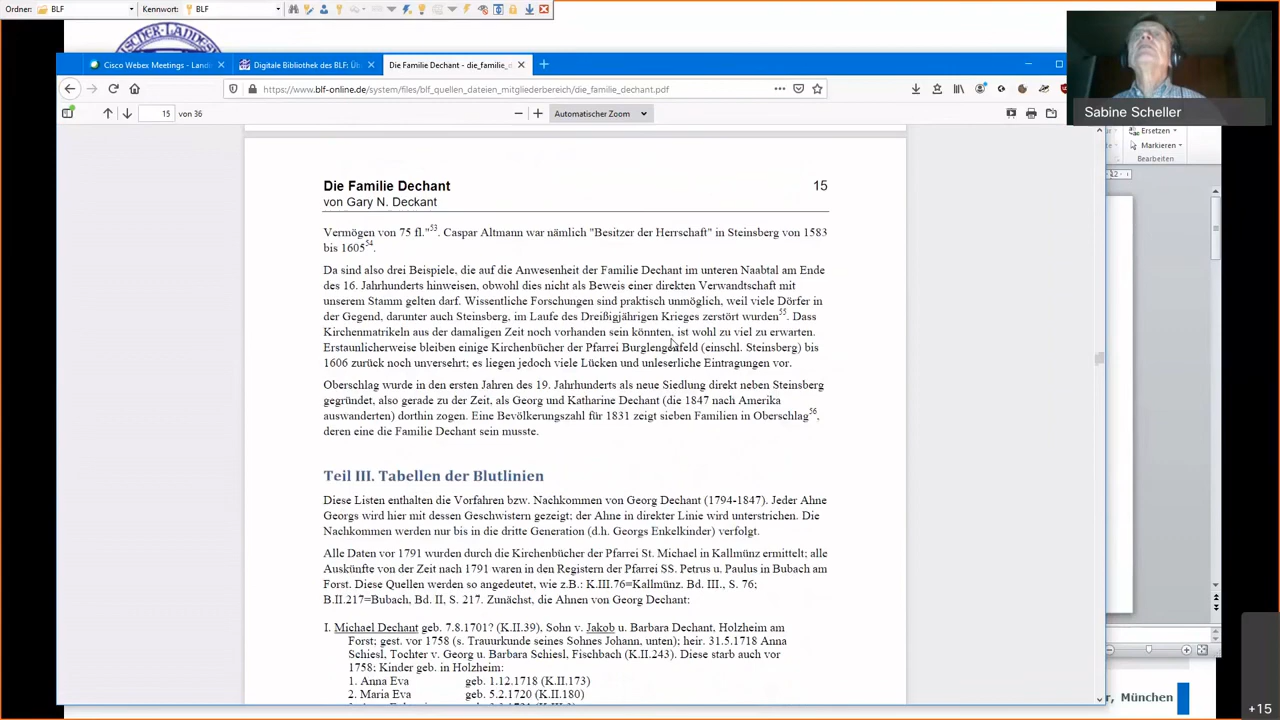 Ordner: BLF Kennwort: BLF
ISCHER-LANDES
Cisco Webex Meetings - Landi
Digitale Bibliothek des BLF: Üb
Die Familie Dechant - die_familie_d
https://www.blf-online.de/system/files/blf_quellen_dateien_mitgliederbereich/die_familie_dechant.pdf
Sabine Scheller
15 von 36
Automatischer Zoom
Ersetzen
Markieren
Bearbeiten
Die Familie Dechant 15
von Gary N. Deckant
Vermögen von 75 fl."53. Caspar Altmann war nämlich "Besitzer der Herrschaft" in Steinsberg von 1583
bis 160554.
Da sind also drei Beispiele, die auf die Anwesenheit der Familie Dechant im unteren Naabtal am Ende
des 16. Jahrhunderts hinweisen, obwohl dies nicht als Beweis einer direkten Verwandtschaft mit
unserem Stamm gelten darf. Wissentliche Forschungen sind praktisch unmöglich, weil viele Dörfer in
der Gegend, darunter auch Steinsberg, im Laufe des Dreißigjährigen Krieges zerstört wurden55. Dass
Kirchenmatrikeln aus der damaligen Zeit noch vorhanden sein könnten, ist wohl zu viel zu erwarten.
Erstaunlicherweise bleiben einige Kirchenbücher der Pfarrei Burglengenfeld (einschl. Steinsberg) bis
1606 zurück noch unversehrt; es liegen jedoch viele Lücken und unleserliche Eintragungen vor.
Oberschlag wurde in den ersten Jahren des 19. Jahrhunderts als neue Siedlung direkt neben Steinsberg
gegründet, also gerade zu der Zeit, als Georg und Katharine Dechant (die 1847 nach Amerika
auswanderten) dorthin zogen. Eine Bevölkerungszahl für 1831 zeigt sieben Familien in Oberschlag56,
deren eine die Familie Dechant sein musste.
Teil III. Tabellen der Blutlinien
Diese Listen enthalten die Vorfahren bzw. Nachkommen von Georg Dechant (1794-1847). Jeder Ahne
Georgs wird hier mit dessen Geschwistern gezeigt; der Ahne in direkter Linie wird unterstrichen. Die
Nachkommen werden nur bis in die dritte Generation (d.h. Georgs Enkelkinder) verfolgt.
Alle Daten vor 1791 wurden durch die Kirchenbücher der Pfarrei St. Michael in Kallmünz ermittelt; alle
Auskünfte von der Zeit nach 1791 waren in den Registern der Pfarrei SS. Petrus u. Paulus in Bubach am
Forst. Diese Quellen werden so angedeutet, wie z.B.: K.III.76=Kallmünz. Bd. III., S. 76;
B.II.217=Bubach, Bd. II, S. 217. Zunächst, die Ahnen von Georg Dechant:
I. Michael Dechant geb. 7.8.1701? (K.II.39), Sohn v. Jakob u. Barbara Dechant, Holzheim am
Forst; gest. vor 1758 (s. Trauurkunde seines Sohnes Johann, unten); heir. 31.5.1718 Anna
Schiesl, Tochter v. Georg u. Barbara Schiesl, Fischbach (K.II.243). Diese starb auch vor
1758; Kinder geb. in Holzheim:
1. Anna Eva geb. 1.12.1718 (K.II.173)
2. Maria Eva geb. 5.2.1720 (K.II.180)
r, München
+15